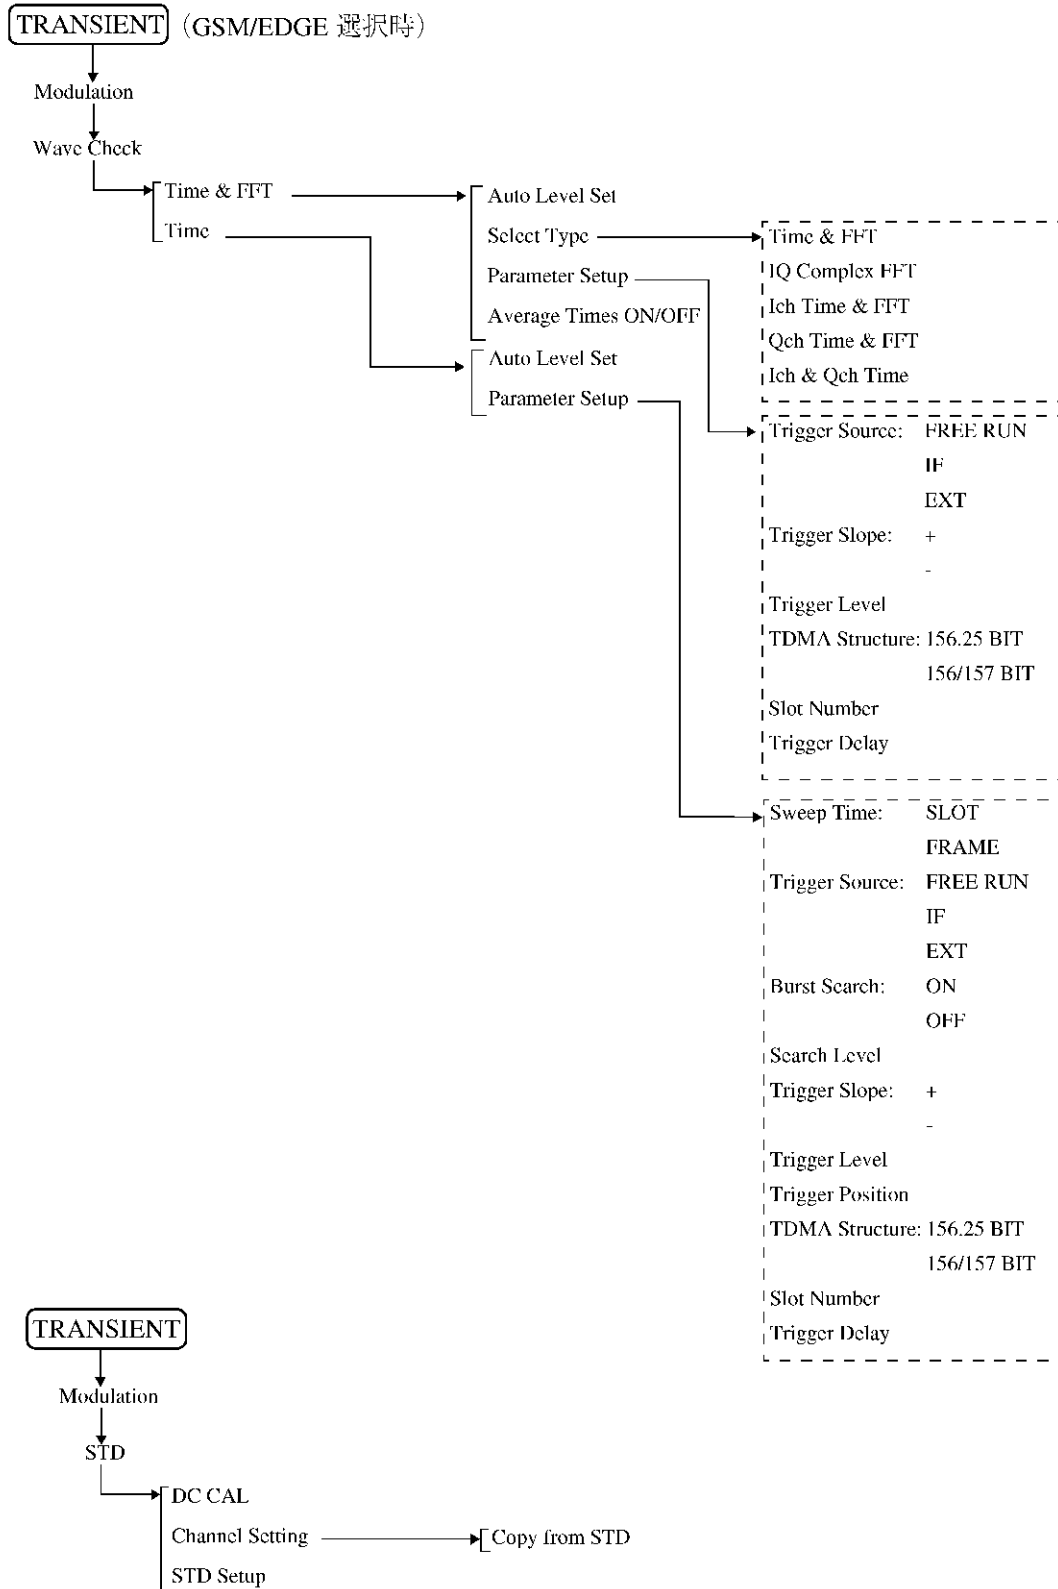 TRANSIENT (GSM/EDGE 選択時)
Modulation
Wave Check
Time & FFT
Time
Auto Level Set
Select Type
Parameter Setup
Average Times ON/OFF
Auto Level Set
Parameter Setup
Time & FFT
IQ Complex FFT
Ich Time & FFT
Qch Time & FFT
Ich & Qch Time
Trigger Source: FREE RUN
IF
EXT
Trigger Slope: +
-
Trigger Level
TDMA Structure: 156.25 BIT
156/157 BIT
Slot Number
Trigger Delay
Sweep Time: SLOT
FRAME
Trigger Source: FREE RUN
IF
EXT
Burst Search: ON
OFF
Search Level
Trigger Slope: +
-
Trigger Level
Trigger Position
TDMA Structure: 156.25 BIT
156/157 BIT
Slot Number
Trigger Delay
TRANSIENT
Modulation
STD
DC CAL
Channel Setting
Copy from STD
STD Setup